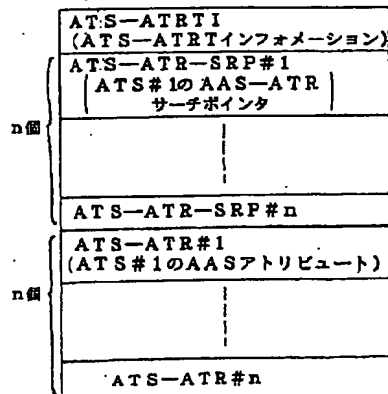 ATS―ATRTI
(ATS―ATRTインフォメーション)
n個
ATS―ATR―SRP#1
ATS#1のAAS―ATR
サーチポインタ
ATS―ATR―SRP#n
n個
ATS―ATR#1
(ATS#1のAASアトリビュート)
ATS―ATR#n